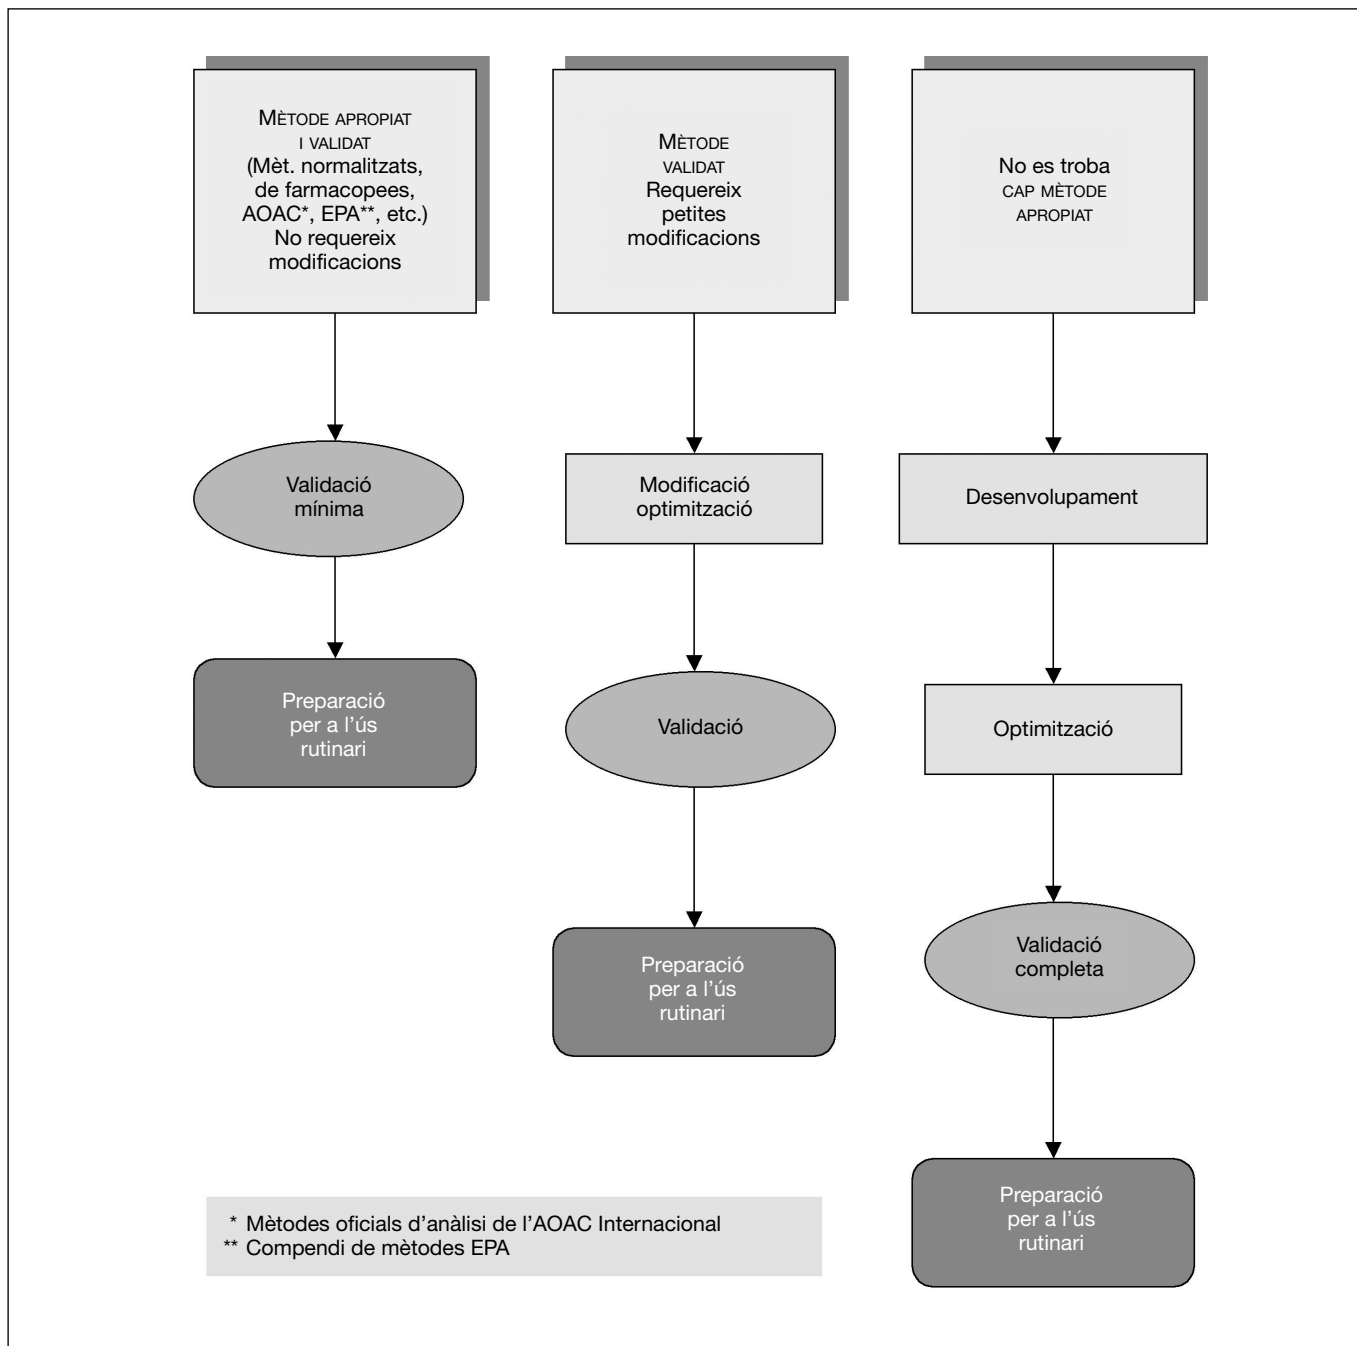 MÈTODE APROPIAT
I VALIDAT
(Mèt. normalitzats,
de farmacopees,
AOAC*, EPA**, etc.)
No requereix
modificacions
MÈTODE
VALIDAT
Requereix
petites
modificacions
No es troba
CAP MÈTODE
APROPIAT
Validació
mínima
Modificació
optimització
Desenvolupament
Preparació
per a l'ús
rutinari
Validació
Optimització
Preparació
per a l'ús
rutinari
Validació
completa
Preparació
per a l'ús
rutinari
* Mètodes oficials d'anàlisi de l'AOAC Internacional
** Compendi de mètodes EPA